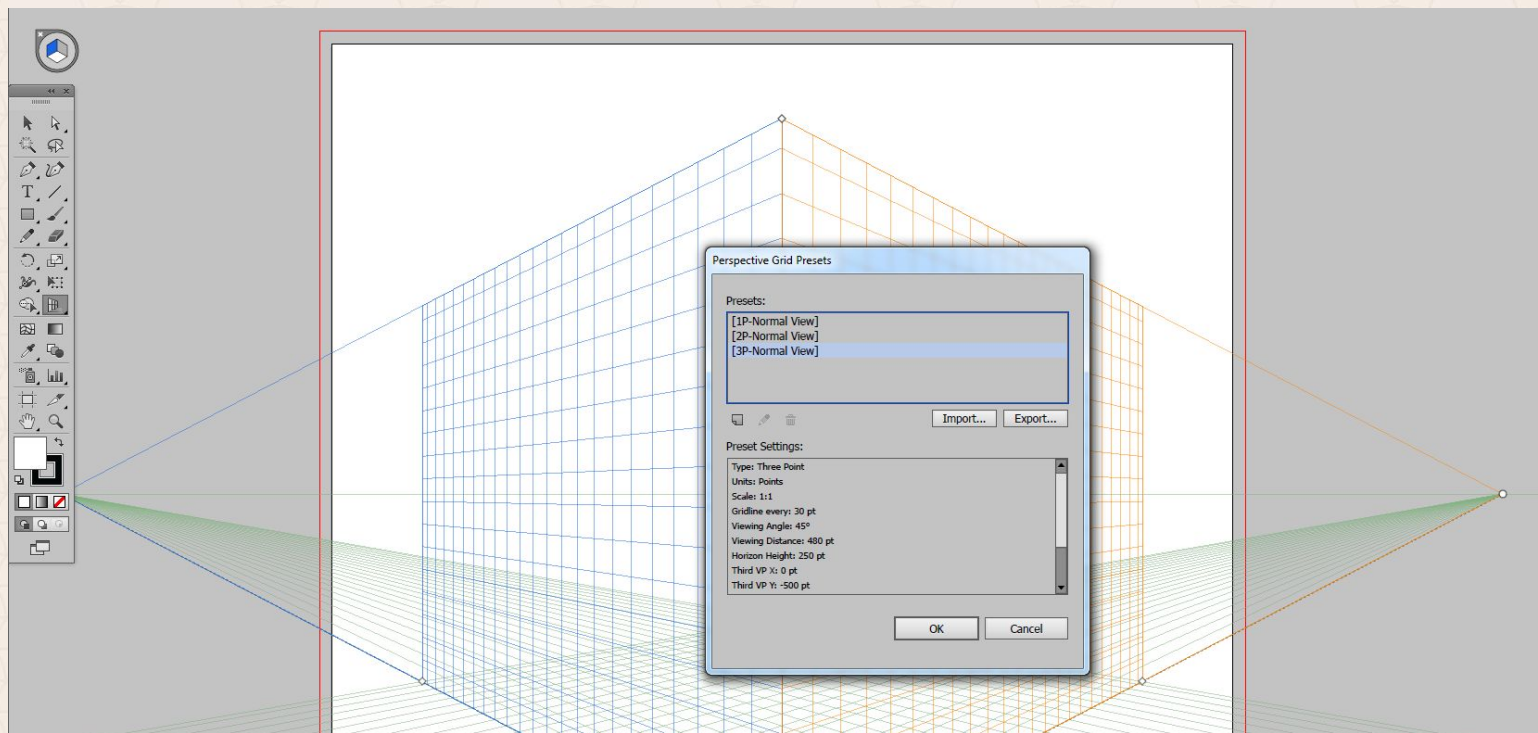 Perspective Grid Presets
Presets:
[1P-Normal View]
[2P-Normal View]
[3P-Normal View]
Import... Export...
Preset Settings:
Type: Three Point
Units: Points
Scale: 1:1
Gridline every: 30 pt
Viewing Angle: 45°
Viewing Distance: 480 pt
Horizon Height: 250 pt
Third VP X: 0 pt
Third VP Y: -500 pt
OK Cancel